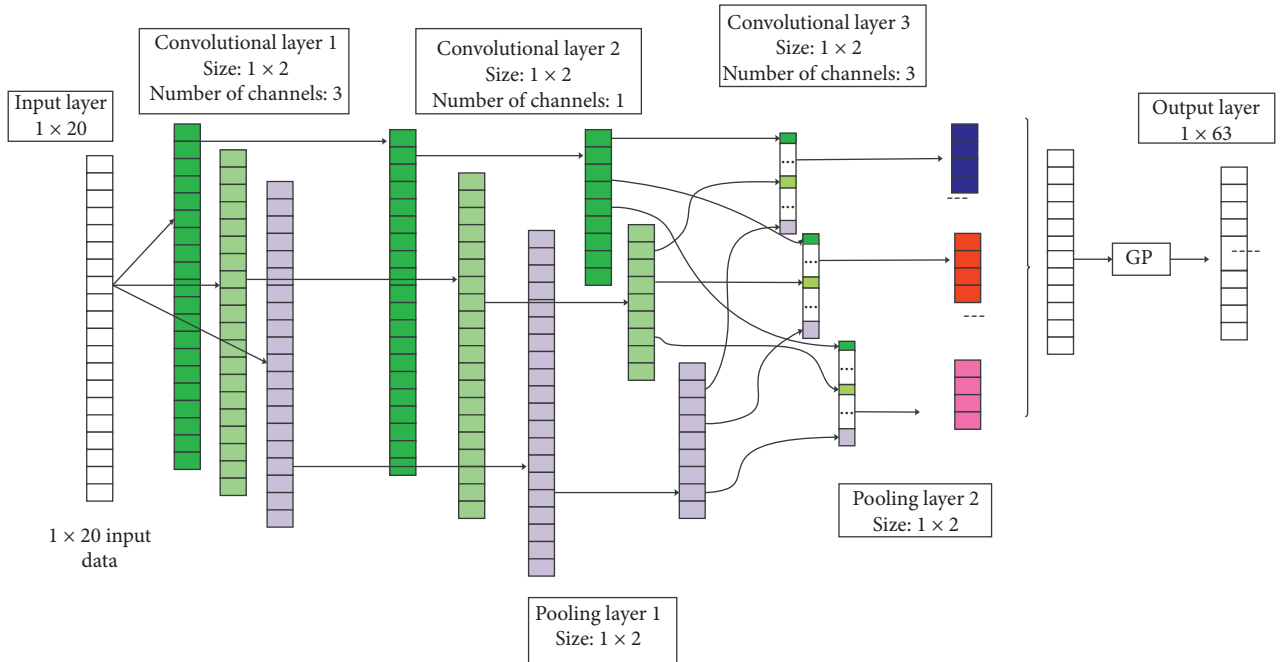 Input layer
1 × 20
Convolutional layer 1
Size: 1 × 2
Number of channels: 3
Convolutional layer 2
Size: 1 × 2
Number of channels: 1
Convolutional layer 3
Size: 1 × 2
Number of channels: 3
Output layer
1 × 63
...
...
...
...
...
...
GP
1 × 20 input
data
Pooling layer 1
Size: 1 × 2
Pooling layer 2
Size: 1 × 2